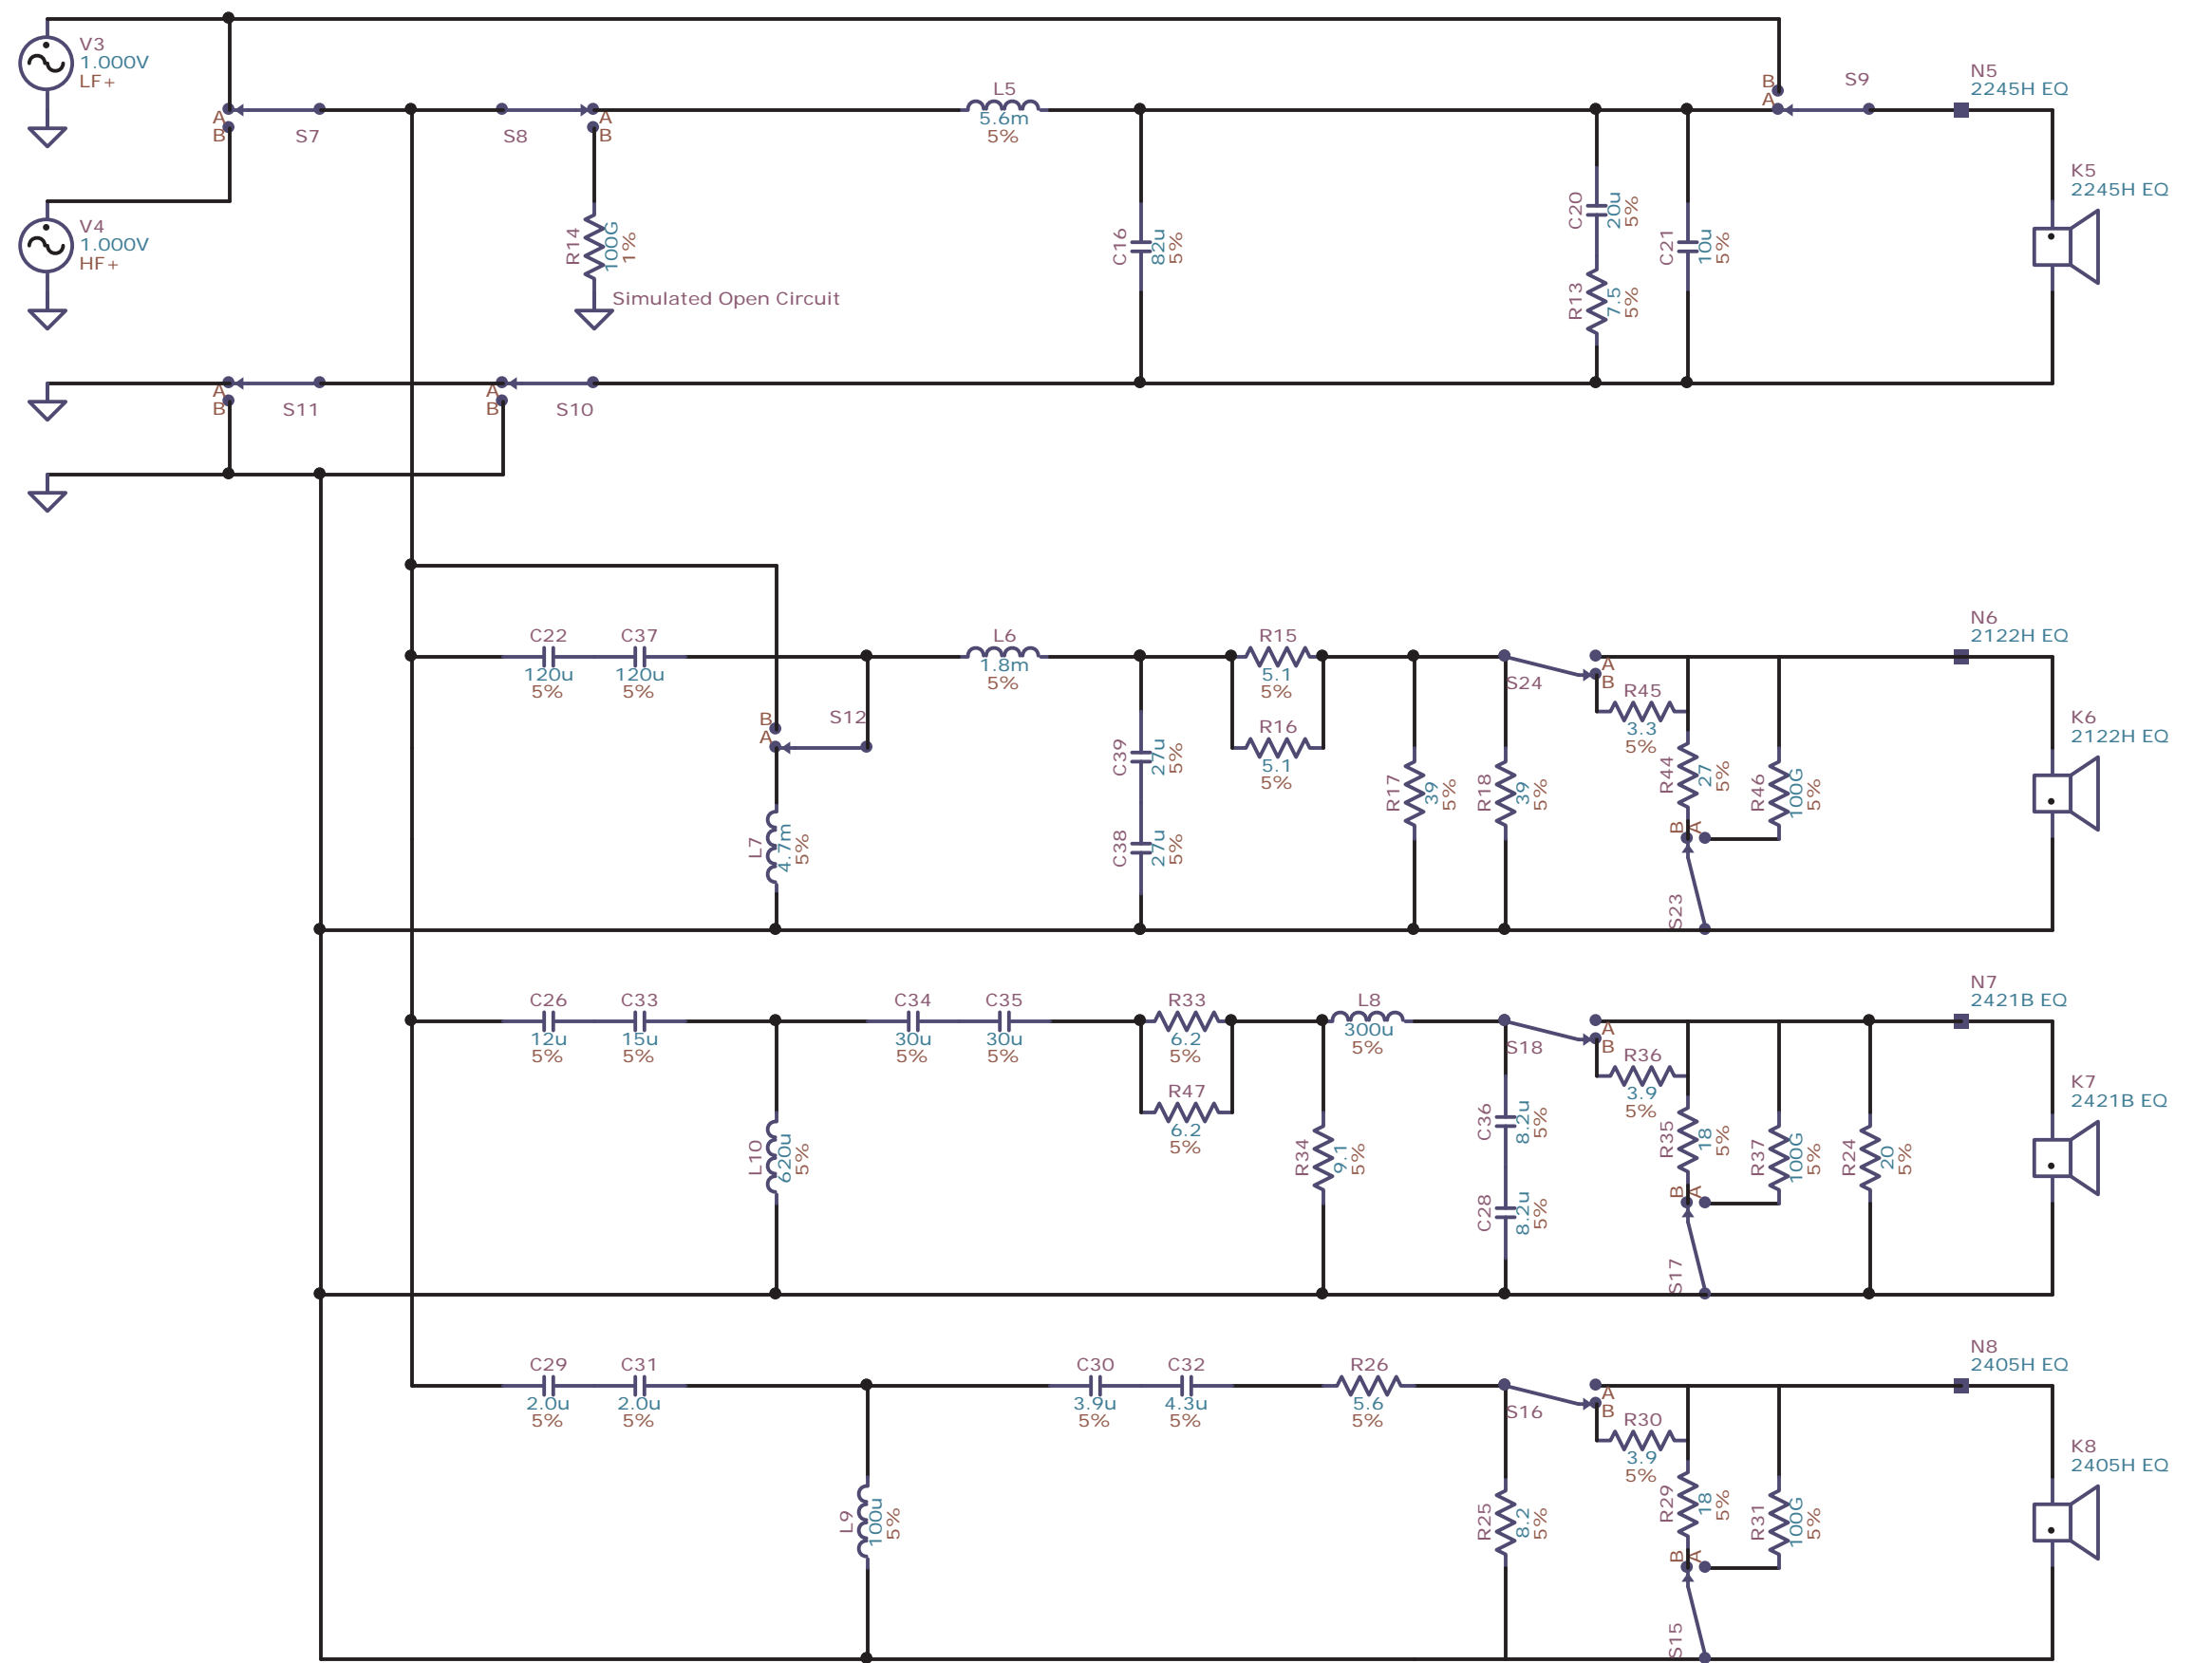 V3
1.000V
LF+
V4
1.000V
HF+
A
B
S7
S8
A
B
R14
100G
1%
Simulated Open Circuit
L5
5.6m
5%
C16
82u
5%
C20
20u
5%
R13
7.5
5%
C21
10u
5%
B
A
S9
N5
2245H EQ
K5
2245H EQ
A
B
S11
A
B
S10
C22
120u
5%
C37
120u
5%
B
A
S12
L7
4.7m
5%
L6
1.8m
5%
C39
27u
5%
C38
27u
5%
R15
5.1
5%
R16
5.1
5%
R17
39
5%
R18
39
5%
S24
A
B
R45
3.3
5%
R44
27
5%
R46
100G
5%
B
A
S23
N6
2122H EQ
K6
2122H EQ
C26
12u
5%
C33
15u
5%
L10
620u
5%
C34
30u
5%
C35
30u
5%
R33
6.2
5%
R47
6.2
5%
R34
9.1
5%
L8
300u
5%
C36
8.2u
5%
C28
8.2u
5%
S18
A
B
R36
3.9
5%
R35
18
5%
R37
100G
5%
B
A
S17
R24
20
5%
N7
2421B EQ
K7
2421B EQ
C29
2.0u
5%
C31
2.0u
5%
L9
100u
5%
C30
3.9u
5%
C32
4.3u
5%
R26
5.6
5%
R25
8.2
5%
S16
A
B
R30
3.9
5%
R29
18
5%
R31
100G
5%
B
A
S15
N8
2405H EQ
K8
2405H EQ